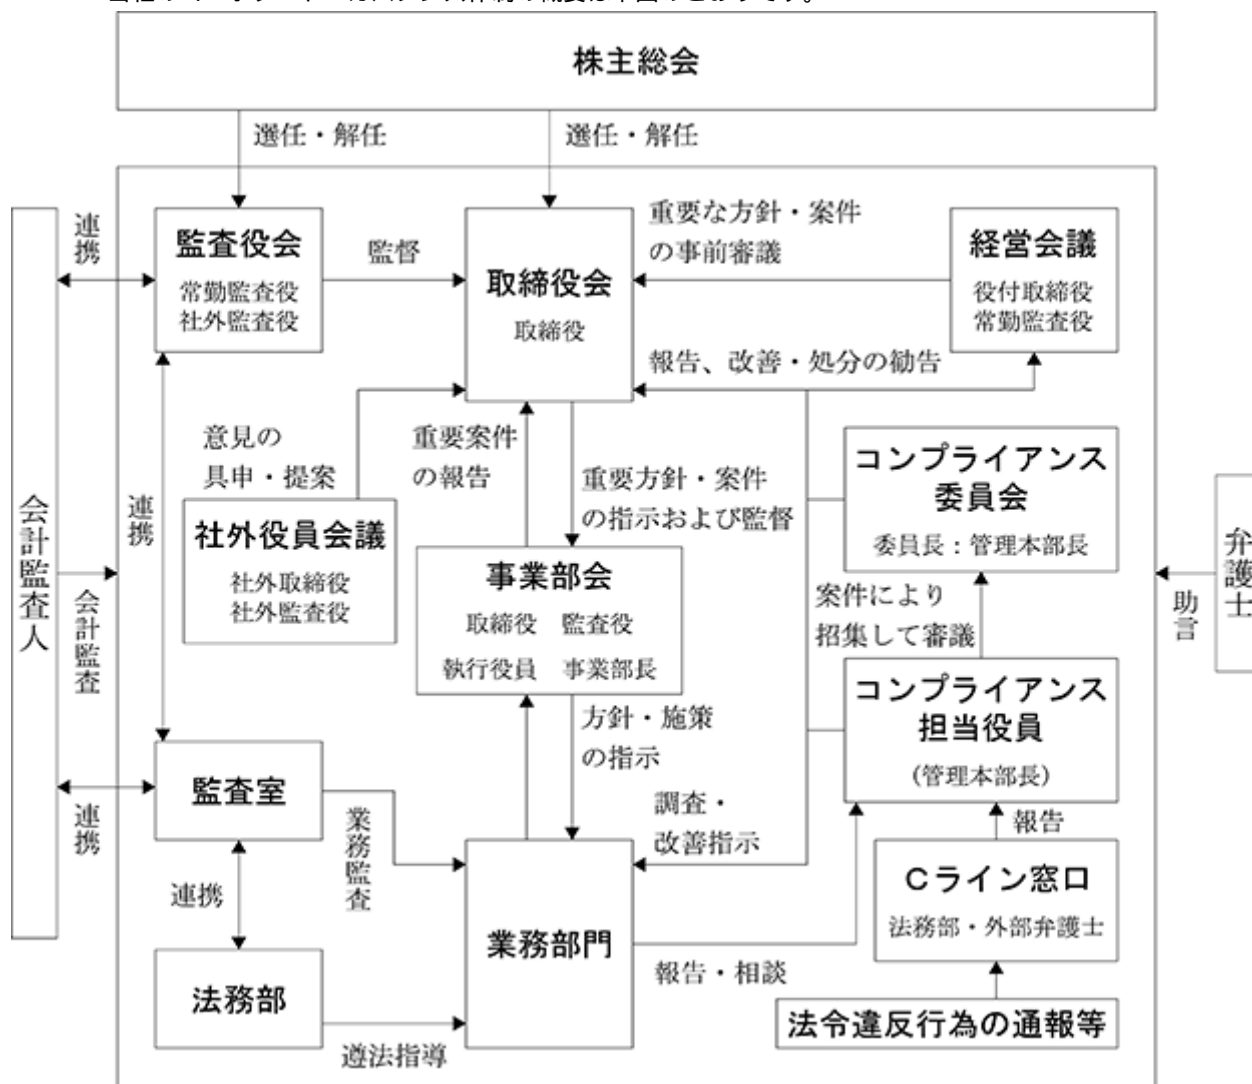 株主総会
選任・解任
選任・解任
連携
監査役会
常勤監査役
社外監査役
監督
取締役会
取締役
重要な方針・案件
の事前審議
経営会議
役付取締役
常勤監査役
報告、改善・処分の勧告
意見の
具申・提案
重要案件
の報告
重要方針・案件
の指示および監督
コンプライアンス
委員会
委員長：管理本部長
会計監査人
会計監査
連携
社外役員会議
社外取締役
社外監査役
事業部会
取締役　監査役
執行役員　事業部長
案件により
招集して審議
弁護士
助言
方針・施策
の指示
コンプライアンス
担当役員
（管理本部長）
監査室
連携
業務監査
調査・
改善指示
報告
Cライン窓口
法務部・外部弁護士
連携
業務部門
報告・相談
法務部
遵法指導
法令違反行為の通報等